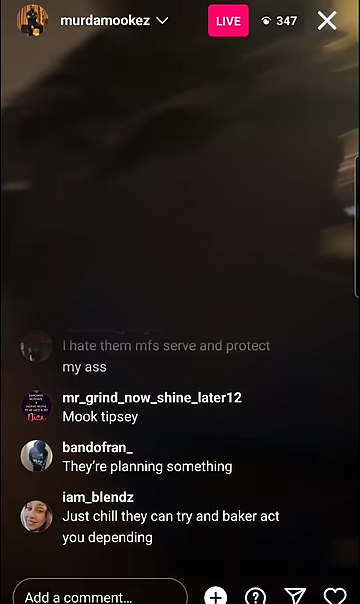 murdamookez
LIVE
347
I hate them mfs serve and protect
my ass
mr_grind_now_shine_later12
Mook tipsey
bandofran_
They're planning something
iam_blendz
Just chill they can try and baker act
you depending
Add a comment...